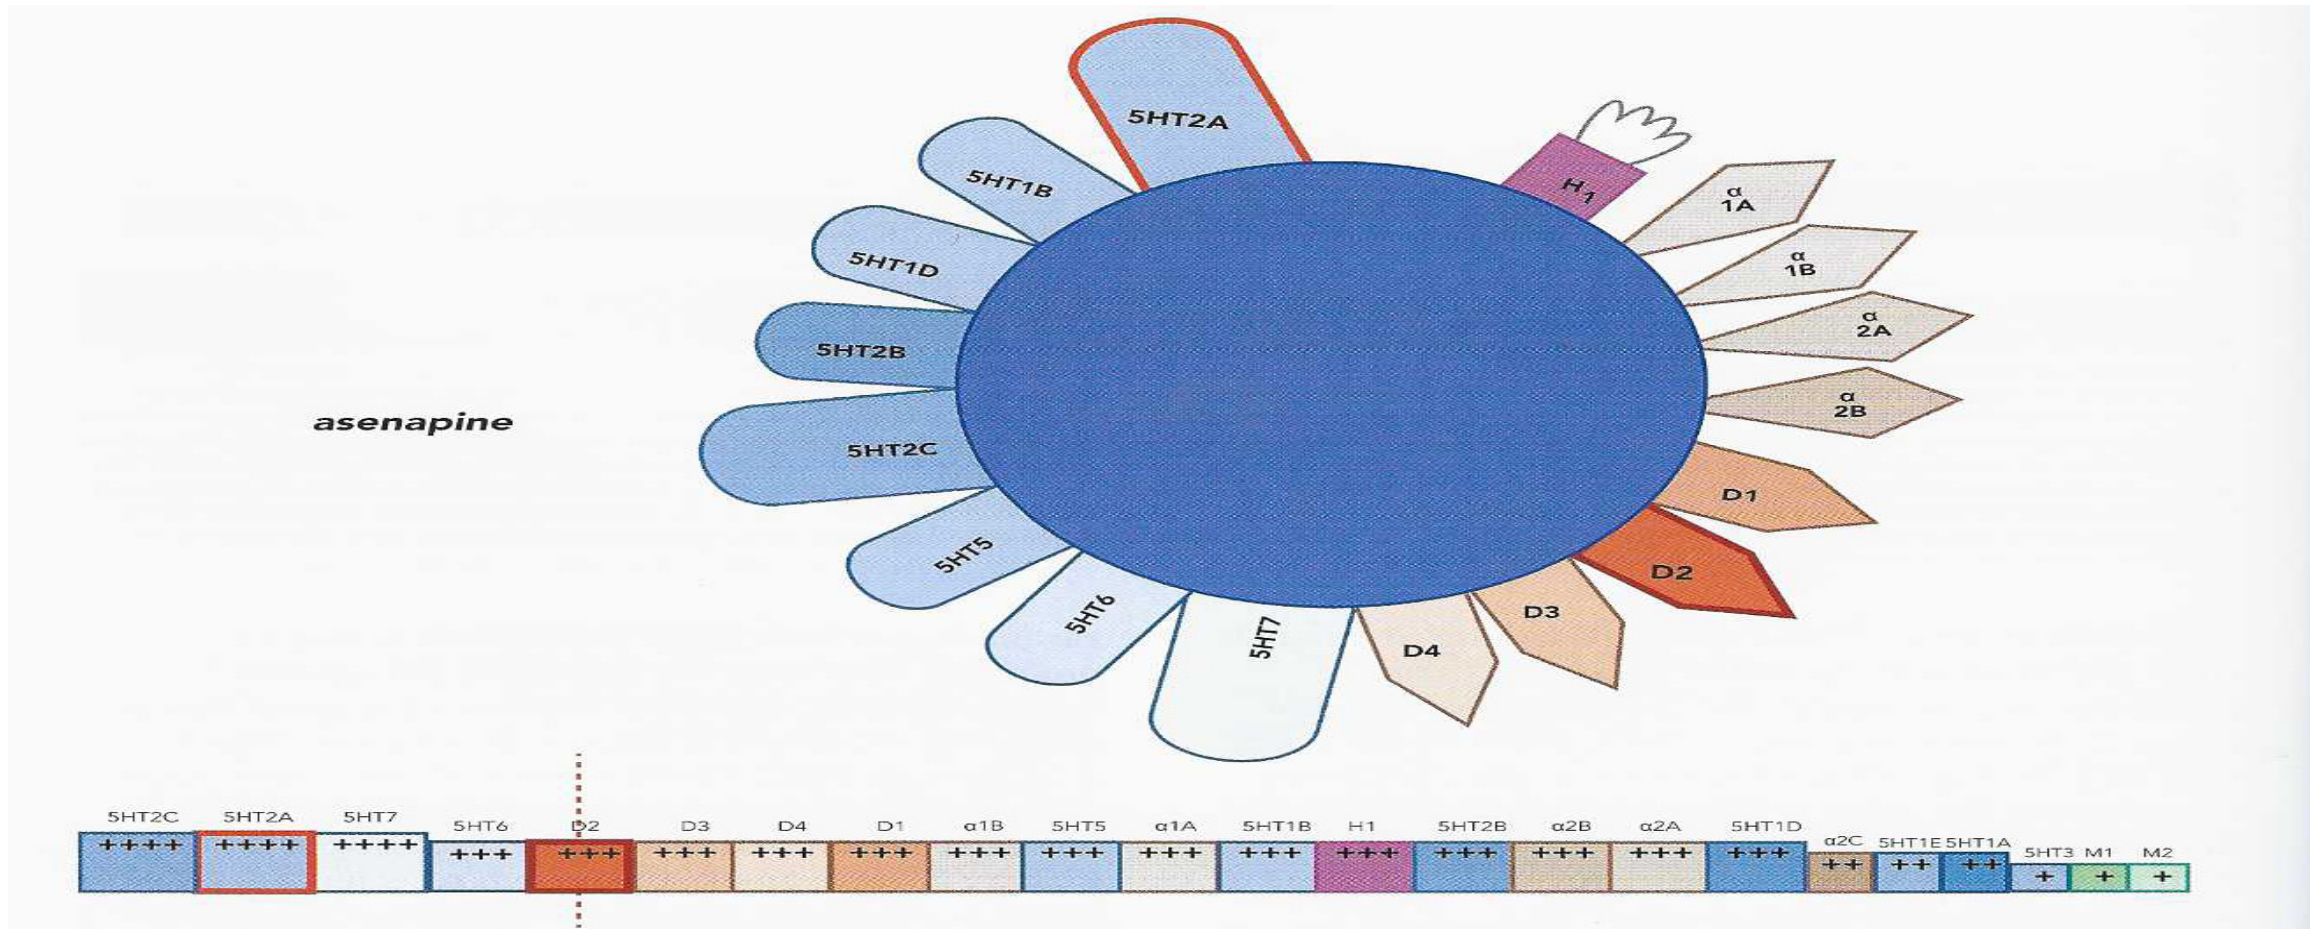 5HT2A
5HT1B
5HT1D
5HT2B
5HT2C
5HT5
5HT6
5HT7
D4
D3
D2
D1
α
2B
α
2A
α
1B
α
1A
H1
asenapine
5HT2C 5HT2A 5HT7 5HT6 D2 D3 D4 D1 α1B 5HT5 α1A 5HT1B H1 5HT2B α2B α2A 5HT1D α2C 5HT1E 5HT1A 5HT3 M1 M2
++++ ++++ ++++ +++ +++ +++ +++ +++ +++ +++ +++ +++ +++ +++ +++ +++ +++ ++ ++ ++ + + +